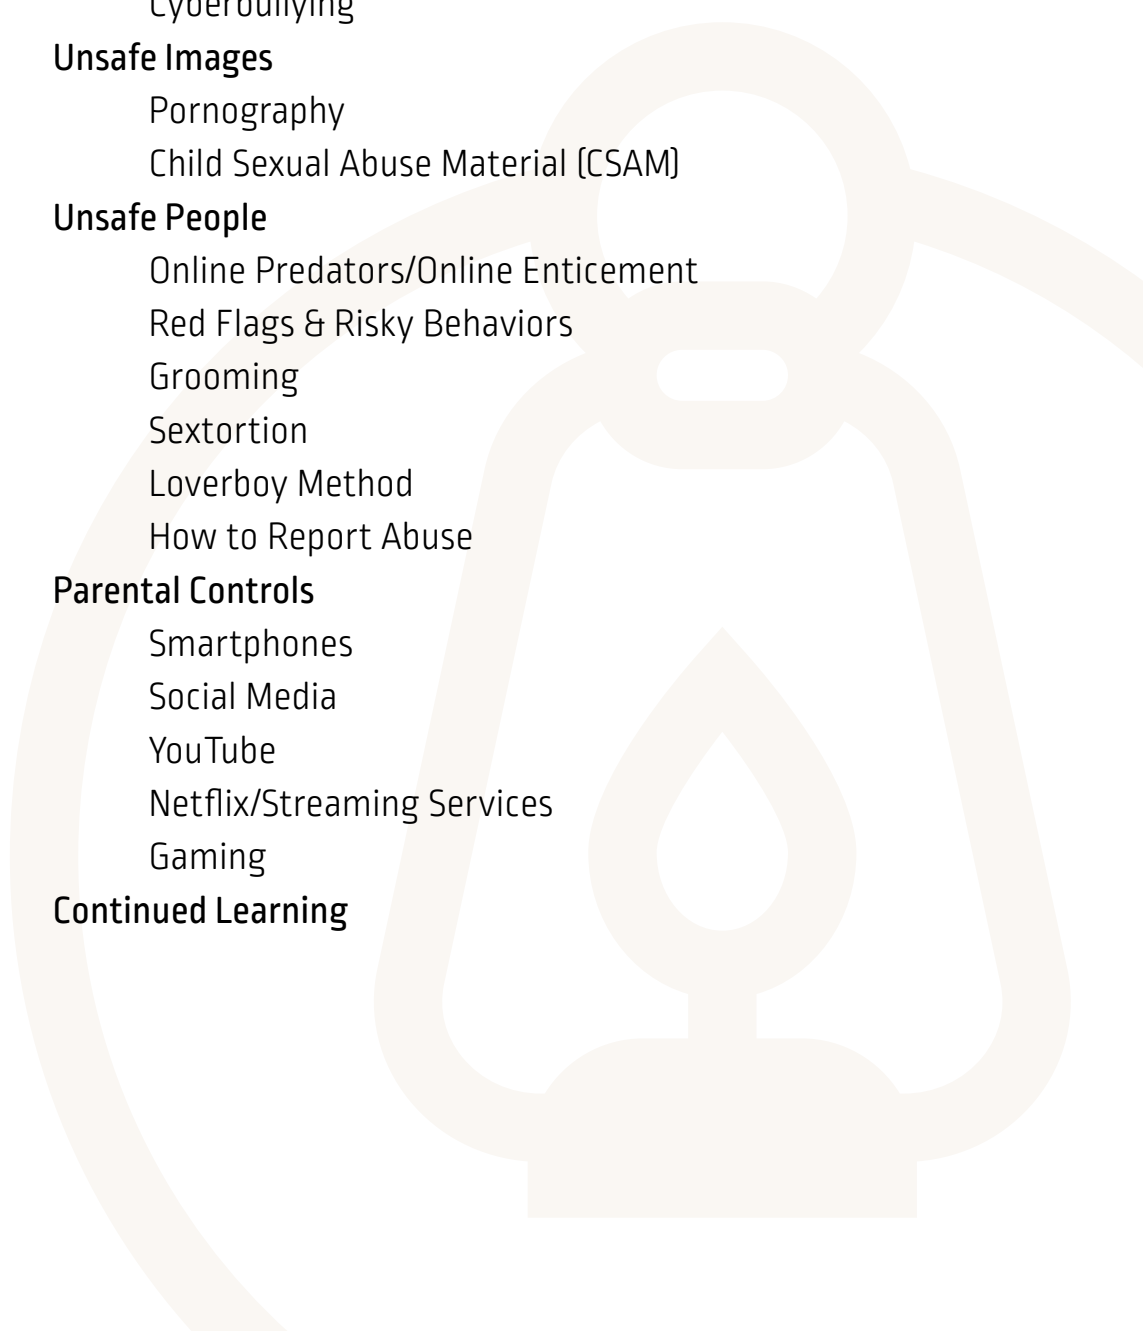 Cyberbullying
Unsafe Images
Pornography
Child Sexual Abuse Material (CSAM)
Unsafe People
Online Predators/Online Enticement
Red Flags & Risky Behaviors
Grooming
Sextortion
Loverboy Method
How to Report Abuse
Parental Controls
Smartphones
Social Media
YouTube
Netflix/Streaming Services
Gaming
Continued Learning